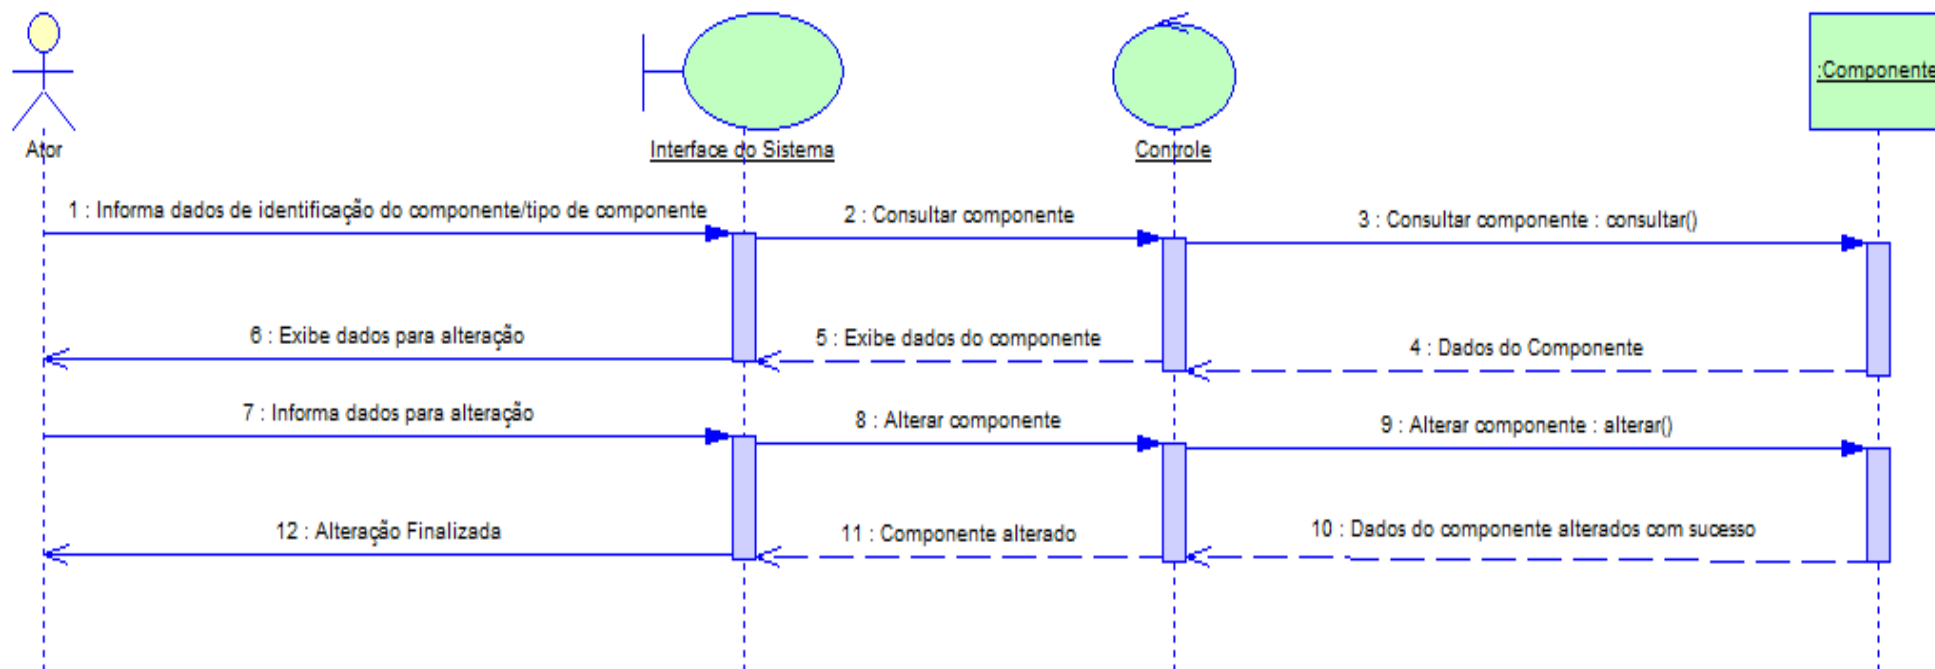 :Componente
Ator
Interface do Sistema
Controle
1 : Informa dados de identificação do componente/tipo de componente
2 : Consultar componente
3 : Consultar componente : consultar()
6 : Exibe dados para alteração
5 : Exibe dados do componente
4 : Dados do Componente
7 : Informa dados para alteração
8 : Alterar componente
9 : Alterar componente : alterar()
12 : Alteração Finalizada
11 : Componente alterado
10 : Dados do componente alterados com sucesso